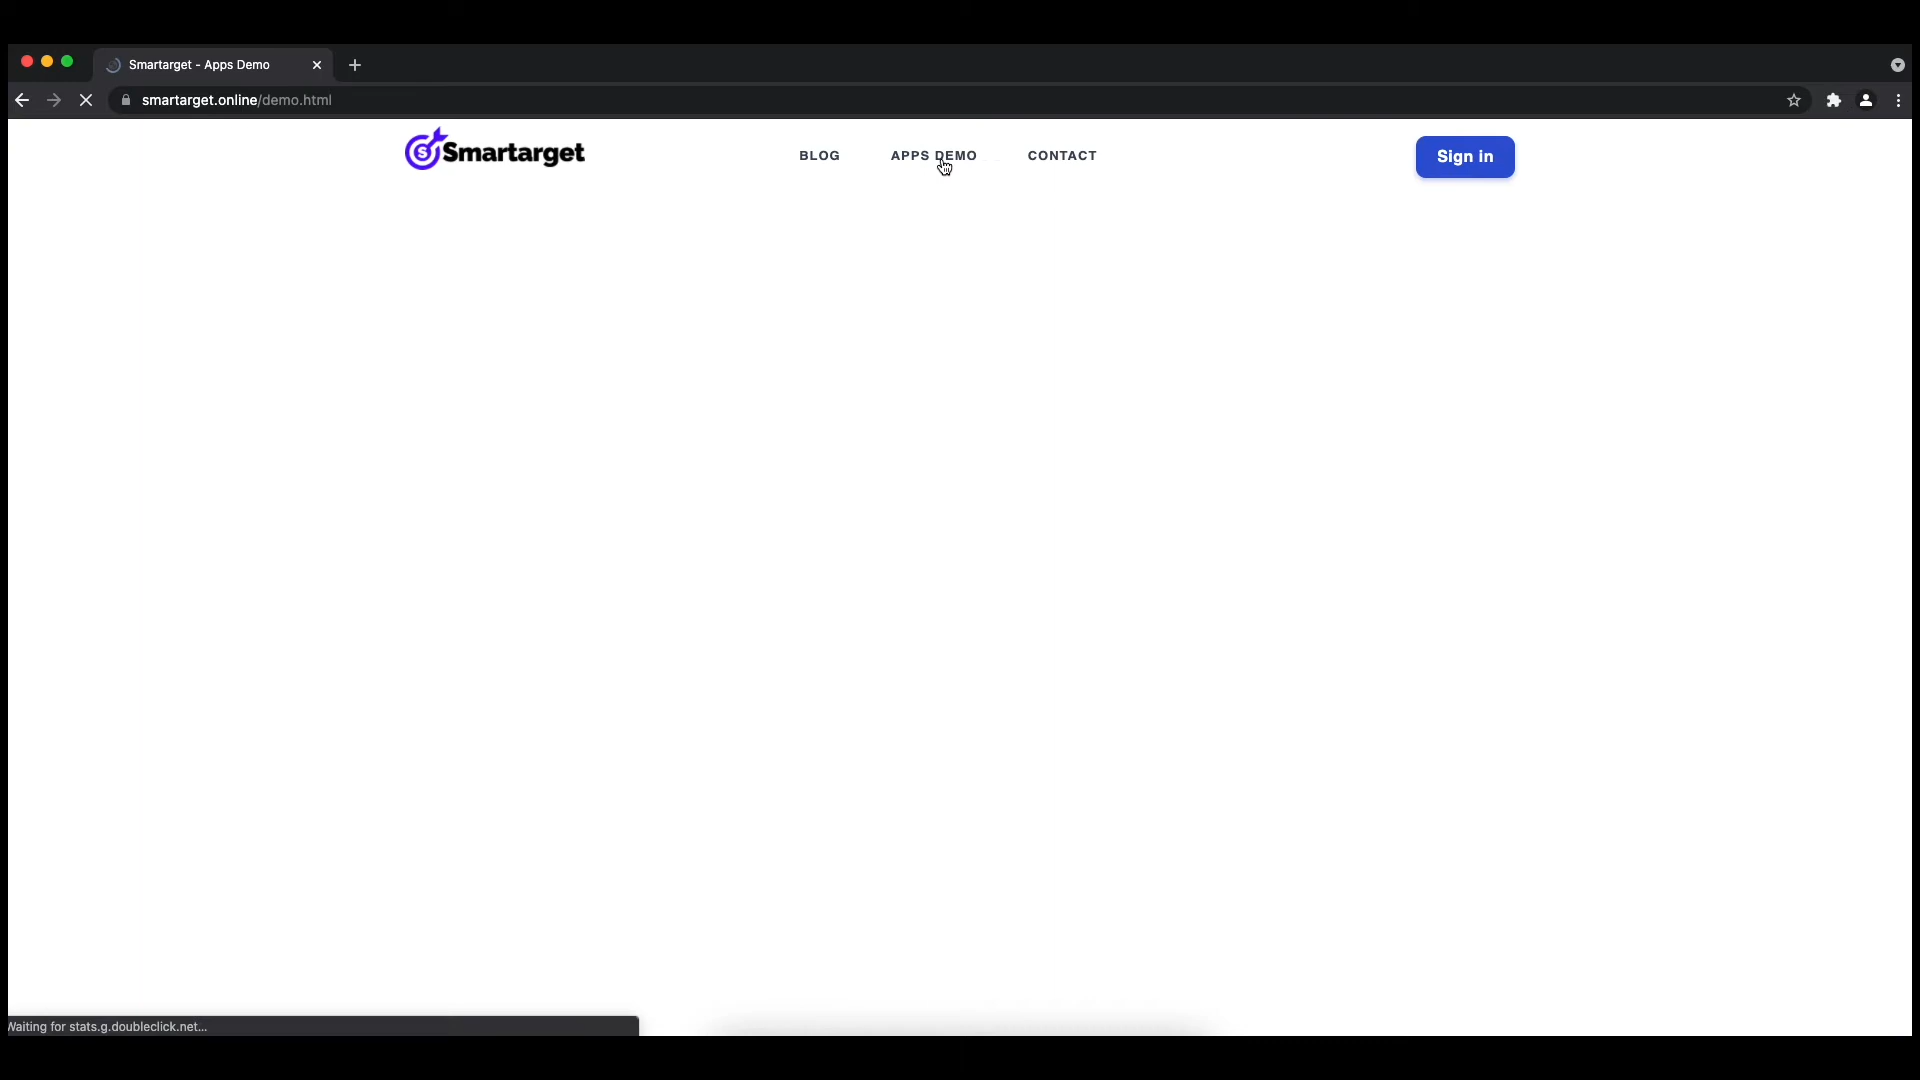 Smartarget - Apps Demo
smartarget.online/demo.html
Smartarget
BLOG
APPS DEMO
CONTACT
Sign in
Waiting for stats.g.doubleclick.net...